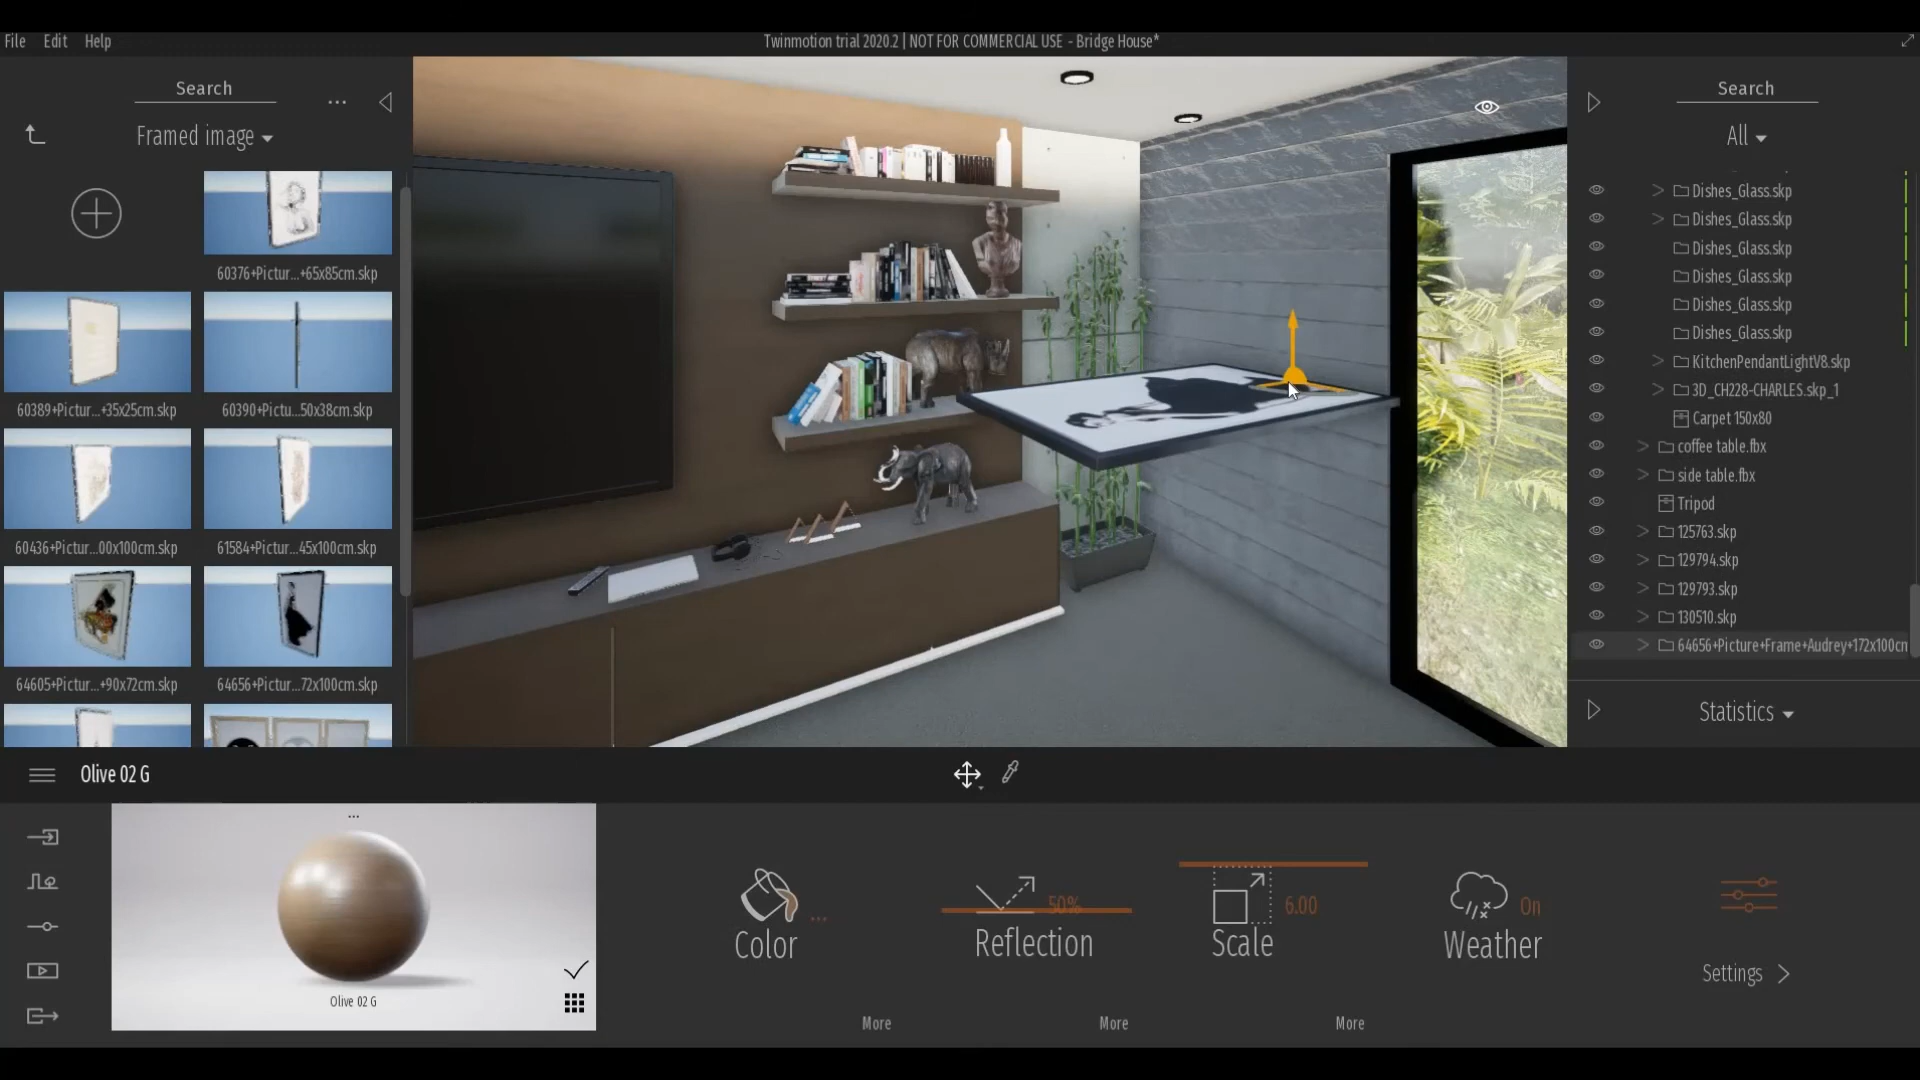 File Edit Help
Twinmotion trial 2020.2 | NOT FOR COMMERCIAL USE - Bridge House*
Search
...
Framed image
60376+Pictur...+65x85cm.skp
60389+Pictur...+35x25cm.skp
60390+Pictur...50x38cm.skp
60436+Pictur...00x100cm.skp
61584+Pictur...45x100cm.skp
64605+Pictur...+90x72cm.skp
64656+Pictur...72x100cm.skp
Search
All
Dishes_Glass.skp
Dishes_Glass.skp
Dishes_Glass.skp
Dishes_Glass.skp
Dishes_Glass.skp
Dishes_Glass.skp
KitchenPendantLightV8.skp
3D_CH228-CHARLES.skp_1
Carpet 150x80
coffee table.fbx
side table.fbx
Tripod
125763.skp
129794.skp
129793.skp
130510.skp
64656+Picture+Frame+Audrey+172x100cm
Statistics
Olive 02 G
...
Olive 02 G
Color
...
Reflection
50%
Scale
6.00
Weather
On
Settings
More
More
More